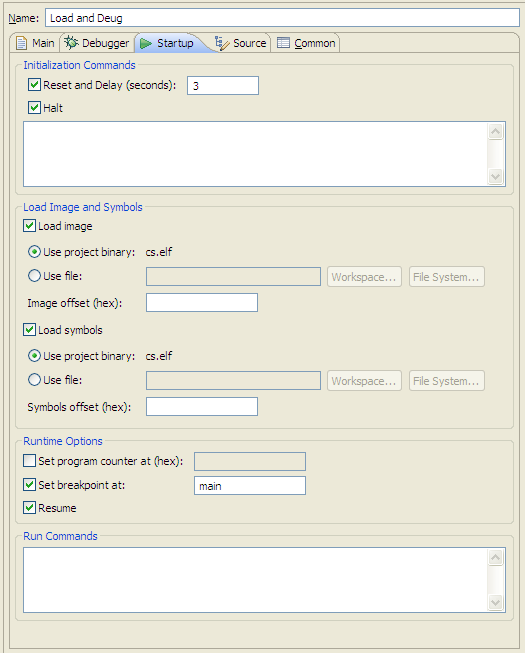 Name: Load and Deug
Main Debugger Startup Source Common
Initialization Commands
Reset and Delay (seconds): 3
Halt
Load Image and Symbols
Load image
Use project binary: cs.elf
Use file: Workspace... File System...
Image offset (hex):
Load symbols
Use project binary: cs.elf
Use file: Workspace... File System...
Symbols offset (hex):
Runtime Options
Set program counter at (hex):
Set breakpoint at: main
Resume
Run Commands